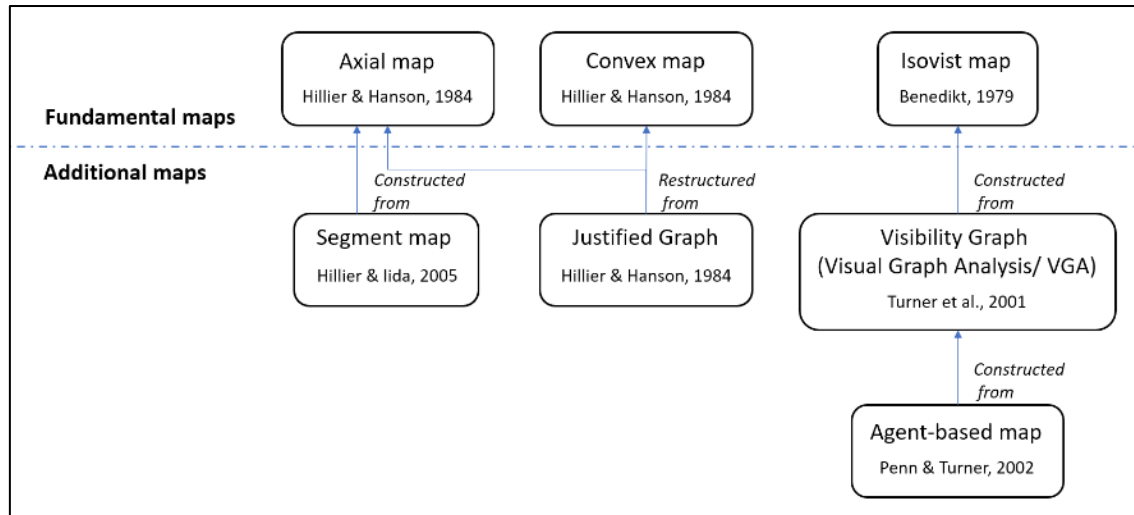 Axial map
Hillier & Hanson, 1984
Convex map
Hillier & Hanson, 1984
Isovist map
Benedikt, 1979
Fundamental maps
Additional maps
Constructed
from
Restructured
from
Constructed
from
Segment map
Hillier & Iida, 2005
Justified Graph
Hillier & Hanson, 1984
Visibility Graph
(Visual Graph Analysis/ VGA)
Turner et al., 2001
Constructed
from
Agent-based map
Penn & Turner, 2002